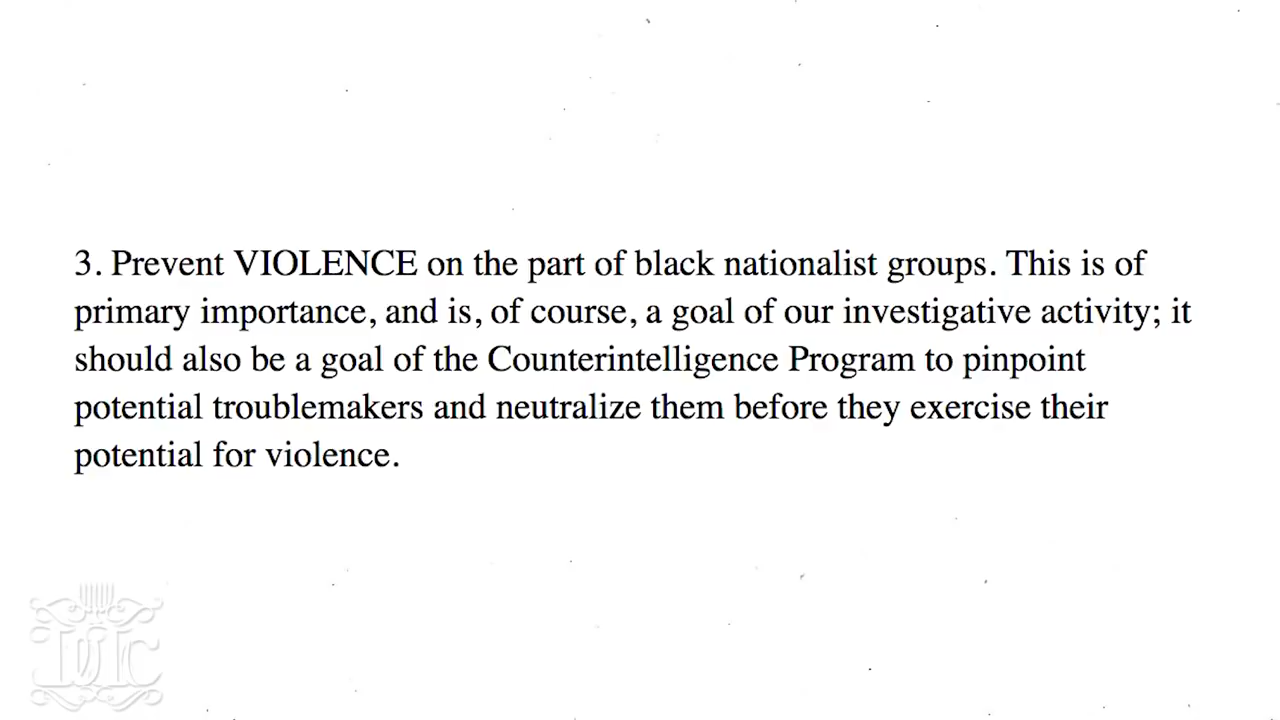 3. Prevent VIOLENCE on the part of black nationalist groups. This is of
primary importance, and is, of course, a goal of our investigative activity; it
should also be a goal of the Counterintelligence Program to pinpoint
potential troublemakers and neutralize them before they exercise their
potential for violence.
IUIC